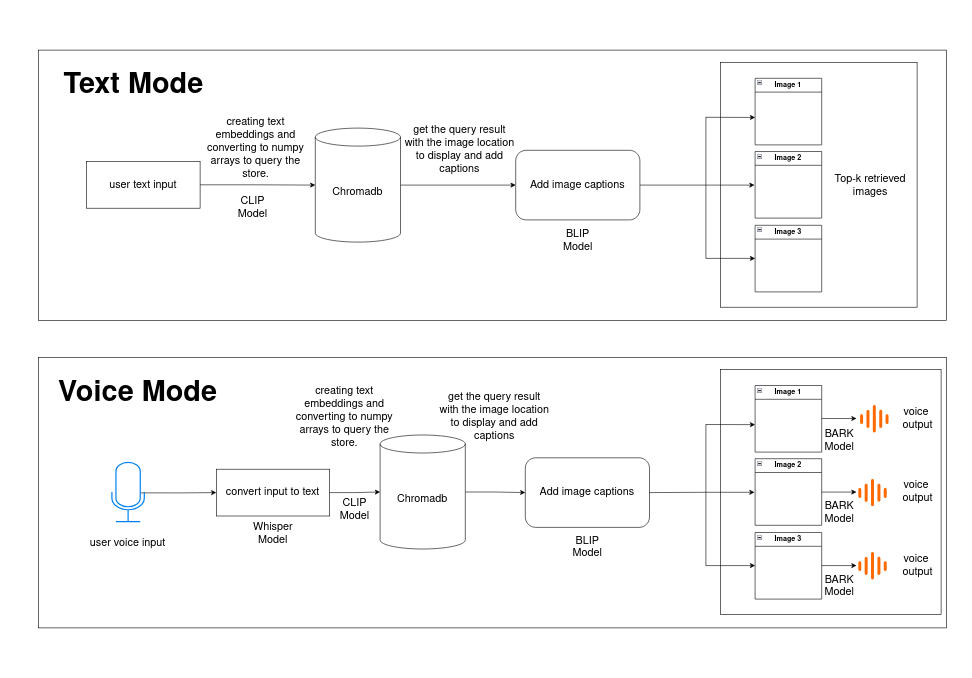 Text Mode
user text input
creating text
embeddings and
converting to numpy
arrays to query the
store.
CLIP
Model
Chromadb
get the query result
with the image location
to display and add
captions
Add image captions
BLIP
Model
Image 1
Image 2
Image 3
Top-k retrieved
images
Voice Mode
user voice input
convert input to text
Whisper
Model
creating text
embeddings and
converting to numpy
arrays to query the
store.
CLIP
Model
Chromadb
get the query result
with the image location
to display and add
captions
Add image captions
BLIP
Model
Image 1
BARK
Model
voice
output
Image 2
BARK
Model
voice
output
Image 3
BARK
Model
voice
output